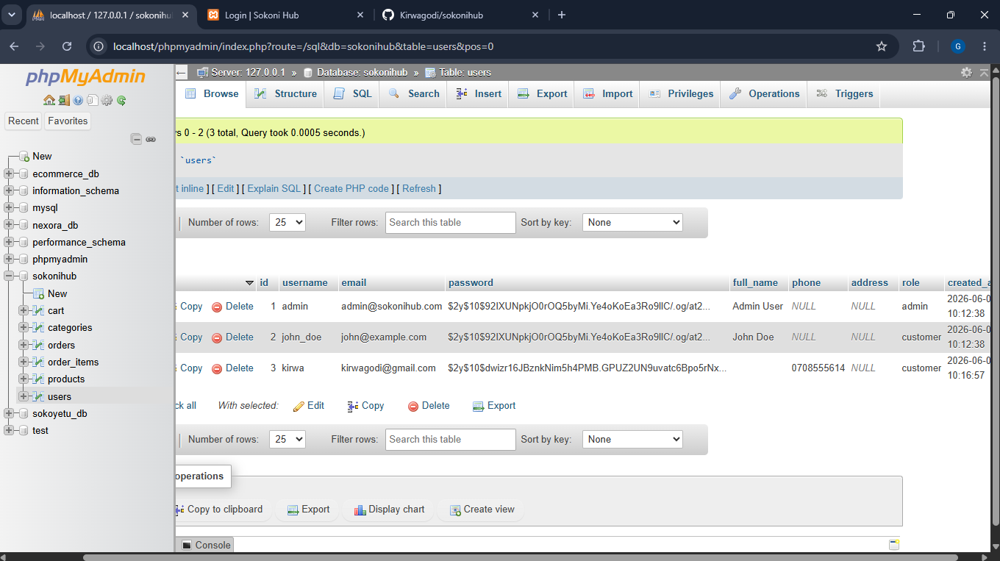 localhost / 127.0.0.1 / sokonihu
Login | Sokoni Hub
Kirwagodi/sokonihub
localhost/phpmyadmin/index.php?route=/sql&db=sokonihub&table=users&pos=0
G
phpMyAdmin
Recent Favorites
New
ecommerce_db
information_schema
mysql
nexora_db
performance_schema
phpmyadmin
sokonihub
New
cart
categories
orders
order_items
products
users
sokoyetu_db
test
Server: 127.0.0.1 » Database: sokonihub » Table: users
Browse Structure SQL Search Insert Export Import Privileges Operations Triggers
s 0 - 2 (3 total, Query took 0.0005 seconds.)
`users`
t inline ] [ Edit ] [ Explain SQL ] [ Create PHP code ] [ Refresh ]
Number of rows: 25 Filter rows: Search this table Sort by key: None
id username email password full_name phone address role created_a
Copy Delete 1 admin admin@sokonihub.com $2y$10$92IXUNpkjO0rOQ5byMi.Ye4oKoEa3Ro9llC/.og/at2... Admin User NULL NULL admin 2026-06-0
10:12:38
Copy Delete 2 john_doe john@example.com $2y$10$92IXUNpkjO0rOQ5byMi.Ye4oKoEa3Ro9llC/.og/at2... John Doe NULL NULL customer 2026-06-0
10:12:38
Copy Delete 3 kirwa kirwagodi@gmail.com $2y$10$dwizr16JBznkNim5h4PMB.GPUZ2UN9uvatc6Bpo5rNx... 0708555614 NULL customer 2026-06-0
10:16:57
ck all With selected: Edit Copy Delete Export
Number of rows: 25 Filter rows: Search this table Sort by key: None
operations
Copy to clipboard Export Display chart Create view
Console